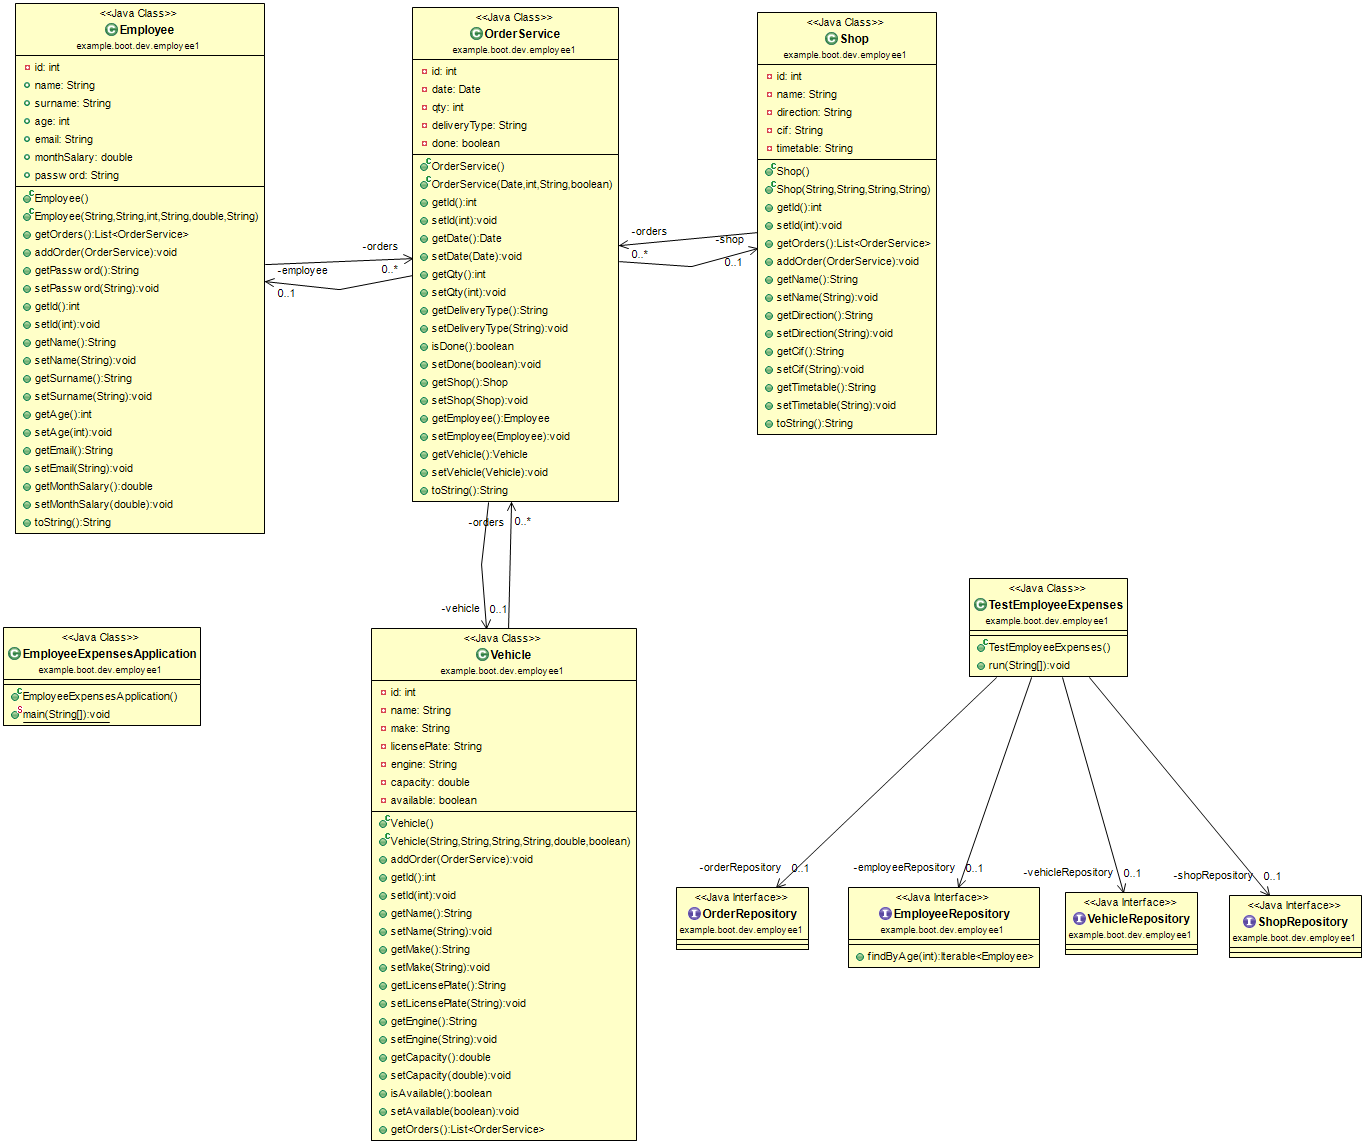 <<Java Class>>
Employee
example.boot.dev.employee1
id: int
name: String
surname: String
age: int
email: String
monthSalary: double
password: String
Employee()
Employee(String,String,int,String,double,String)
getOrders():List<OrderService>
addOrder(OrderService):void
getPassword():String
setPassword(String):void
getId():int
setId(int):void
getName():String
setName(String):void
getSurname():String
setSurname(String):void
getAge():int
setAge(int):void
getEmail():String
setEmail(String):void
getMonthSalary():double
setMonthSalary(double):void
toString():String
-orders
0..*
-employee
0..1
<<Java Class>>
OrderService
example.boot.dev.employee1
id: int
date: Date
qty: int
deliveryType: String
done: boolean
OrderService()
OrderService(Date,int,String,boolean)
getId():int
setId(int):void
getDate():Date
setDate(Date):void
getQty():int
setQty(int):void
getDeliveryType():String
setDeliveryType(String):void
isDone():boolean
setDone(boolean):void
getShop():Shop
setShop(Shop):void
getEmployee():Employee
setEmployee(Employee):void
getVehicle():Vehicle
setVehicle(Vehicle):void
toString():String
-orders
0..*
-shop
0..1
<<Java Class>>
Shop
example.boot.dev.employee1
id: int
name: String
direction: String
cif: String
timetable: String
Shop()
Shop(String,String,String,String)
getId():int
setId(int):void
getOrders():List<OrderService>
addOrder(OrderService):void
getName():String
setName(String):void
getDirection():String
setDirection(String):void
getCif():String
setCif(String):void
getTimetable():String
setTimetable(String):void
toString():String
-orders
0..*
-vehicle
0..1
<<Java Class>>
EmployeeExpensesApplication
example.boot.dev.employee1
EmployeeExpensesApplication()
main(String[]):void
<<Java Class>>
Vehicle
example.boot.dev.employee1
id: int
name: String
make: String
licensePlate: String
engine: String
capacity: double
available: boolean
Vehicle()
Vehicle(String,String,String,String,double,boolean)
addOrder(OrderService):void
getId():int
setId(int):void
getName():String
setName(String):void
getMake():String
setMake(String):void
getLicensePlate():String
setLicensePlate(String):void
getEngine():String
setEngine(String):void
getCapacity():double
setCapacity(double):void
isAvailable():boolean
setAvailable(boolean):void
getOrders():List<OrderService>
<<Java Class>>
TestEmployeeExpenses
example.boot.dev.employee1
TestEmployeeExpenses()
run(String[]):void
-orderRepository
0..1
-employeeRepository
0..1
-vehicleRepository
0..1
-shopRepository
0..1
<<Java Interface>>
OrderRepository
example.boot.dev.employee1
<<Java Interface>>
EmployeeRepository
example.boot.dev.employee1
findByAge(int):Iterable<Employee>
<<Java Interface>>
VehicleRepository
example.boot.dev.employee1
<<Java Interface>>
ShopRepository
example.boot.dev.employee1